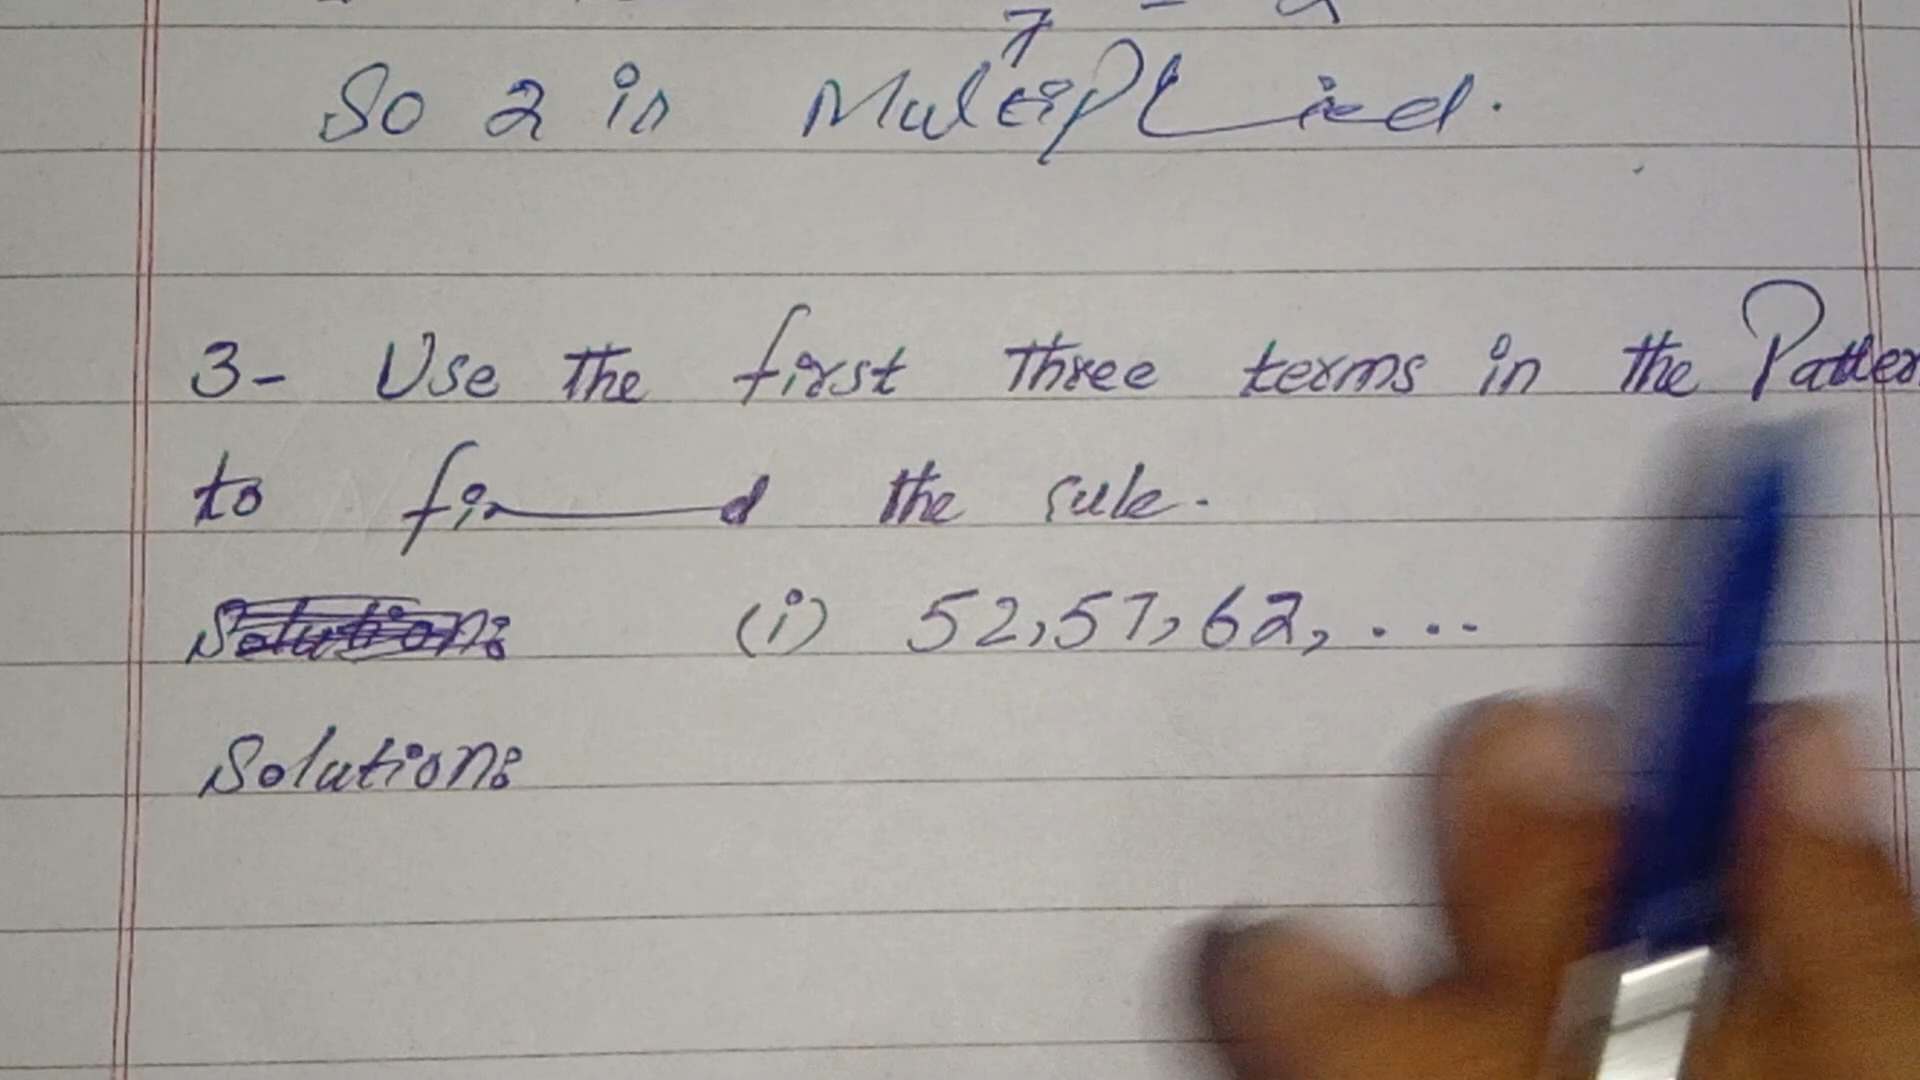 7
So 2 is Multiplied.
3- Use the first three terms in the Patter
to find the rule.
(i) 52,57,62, ....
Solution: